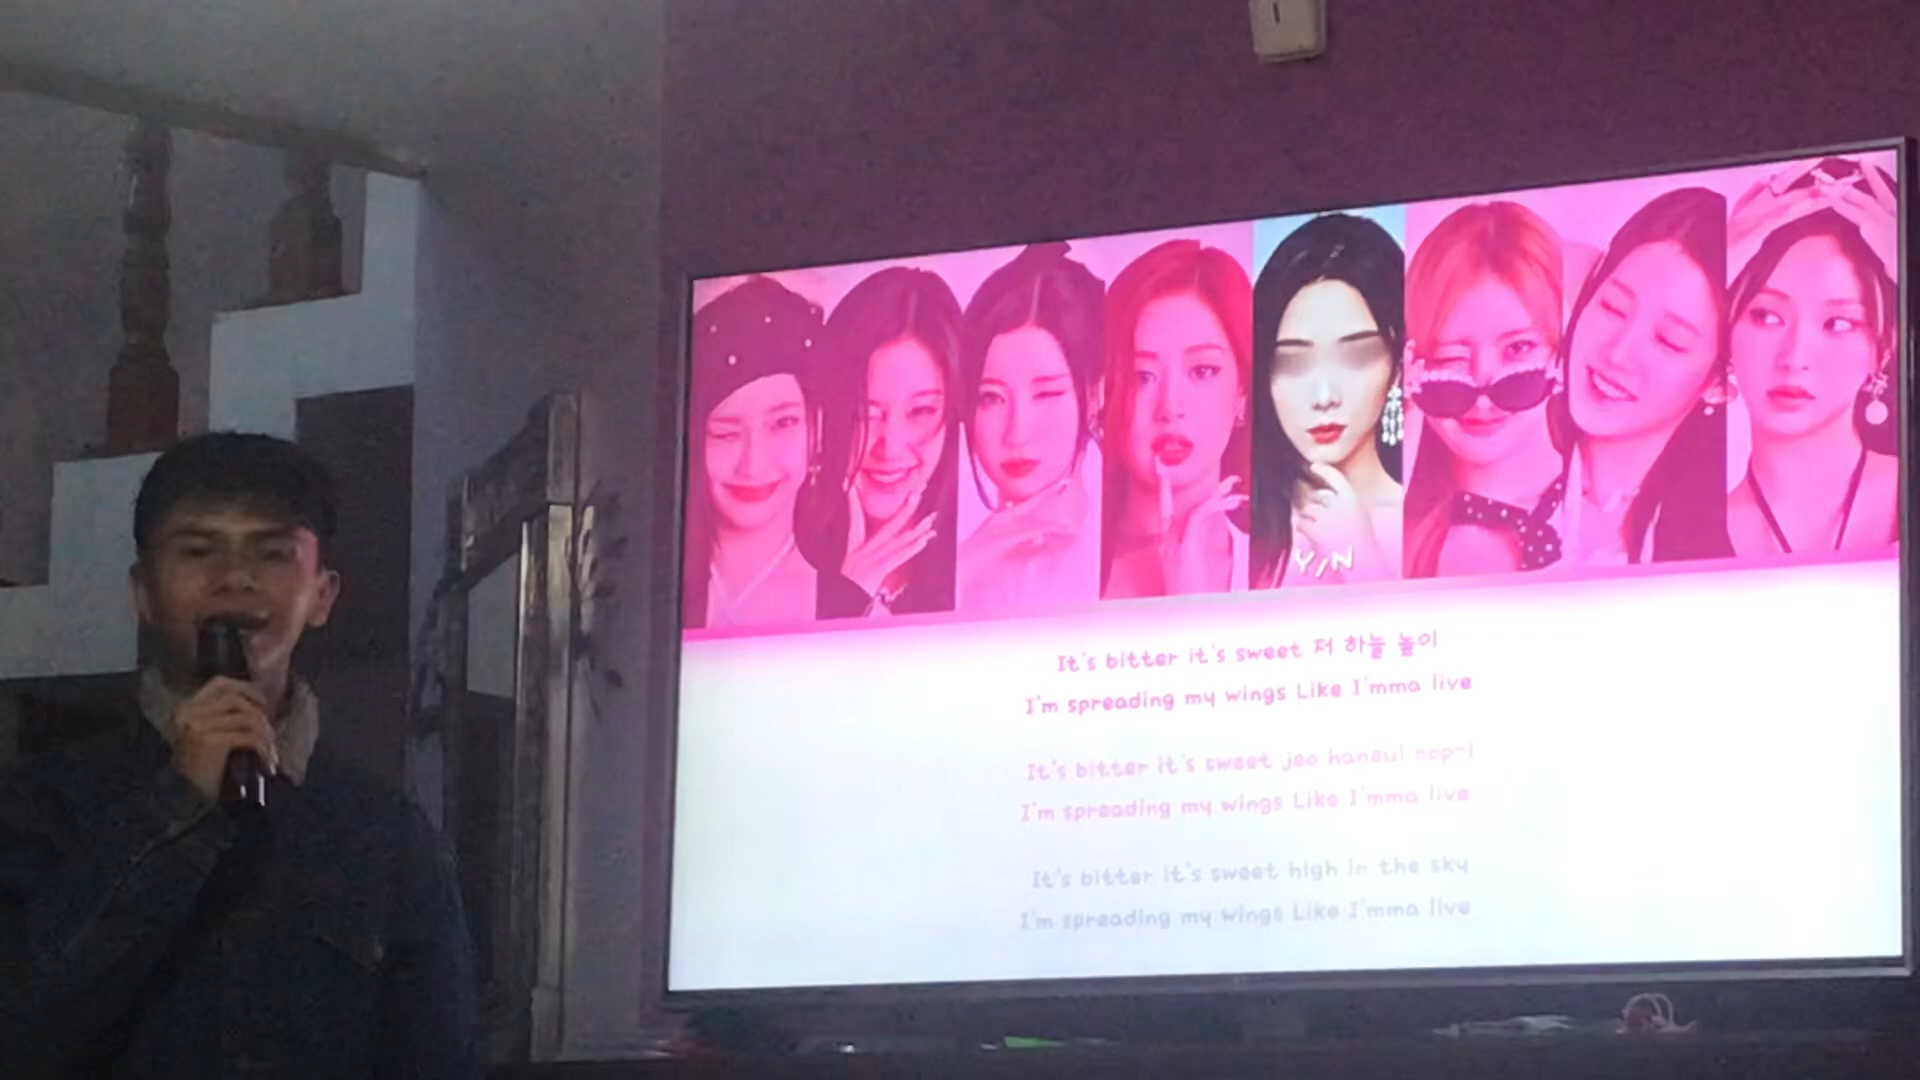 Y/N
It's bitter it's sweet 저 하늘 높이
I'm spreading my wings Like I'mma live
It's bitter it's sweet jeo haneul nop-i
I'm spreading my wings Like I'mma live
It's bitter it's sweet high in the sky
I'm spreading my wings Like I'mma live